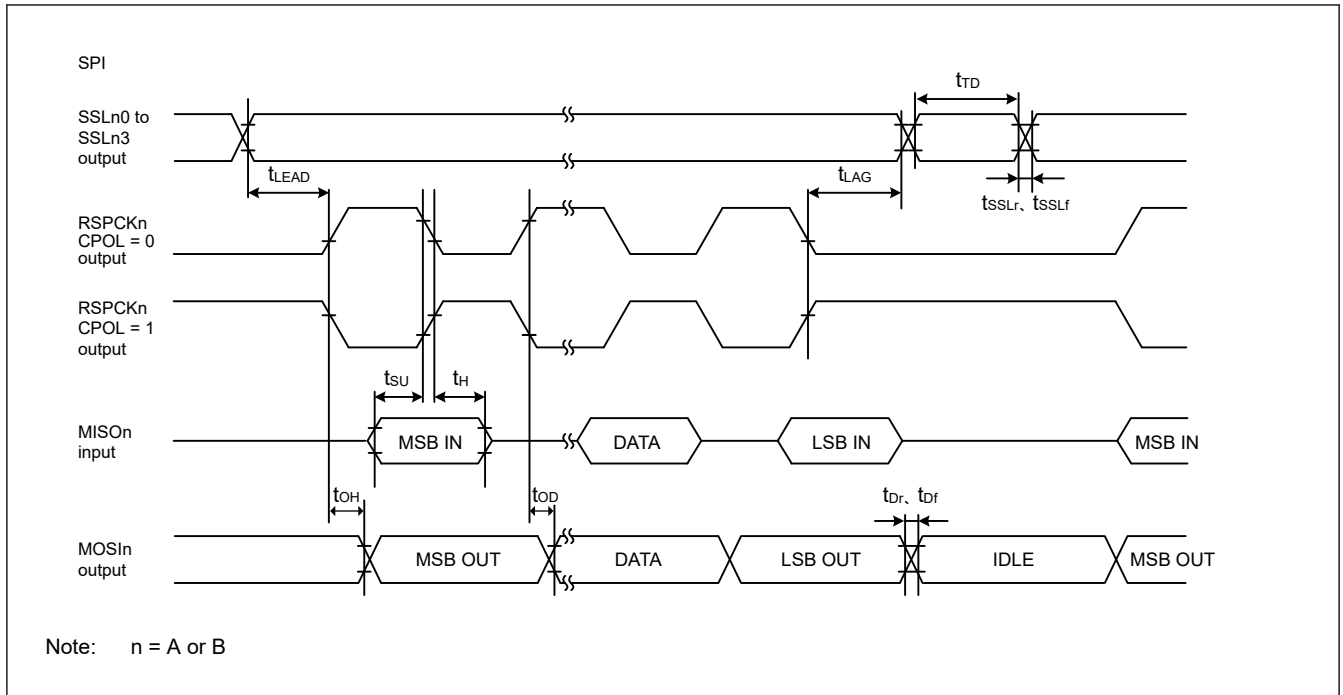 SPI
tTD
SSLn0 to
SSLn3
output
tLEAD
tLAG
tSSLr、tSSLf
RSPCKn
CPOL = 0
output
RSPCKn
CPOL = 1
output
tSU
tH
MISOn
input
MSB IN
DATA
LSB IN
MSB IN
tOH
tOD
tDr、tDf
MOSIn
output
MSB OUT
DATA
LSB OUT
IDLE
MSB OUT
Note: n = A or B